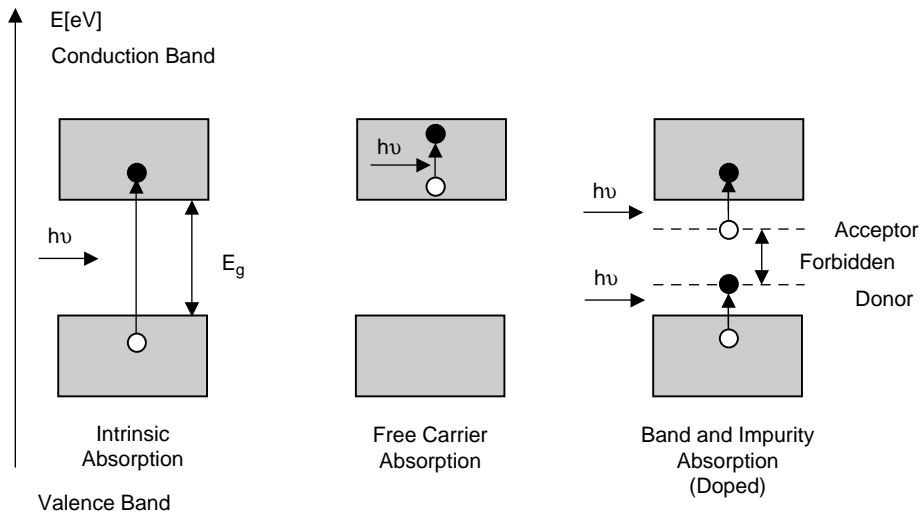 E[eV]
Conduction Band
hυ
E_g
hυ
hυ
hυ
Acceptor
Forbidden
Donor
Intrinsic
Absorption
Free Carrier
Absorption
Band and Impurity
Absorption
(Doped)
Valence Band